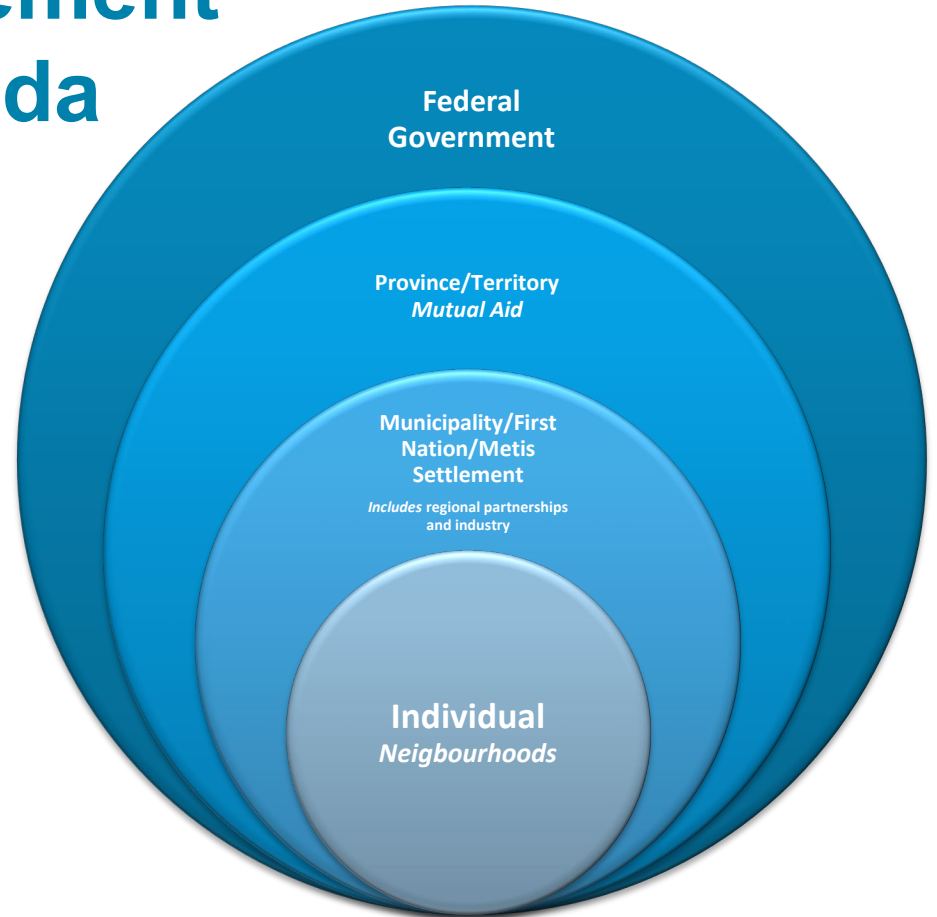 ement
da
Federal
Government
Province/Territory
Mutual Aid
Municipality/First
Nation/Metis
Settlement
Includes regional partnerships
and industry
Individual
Neigbourhoods